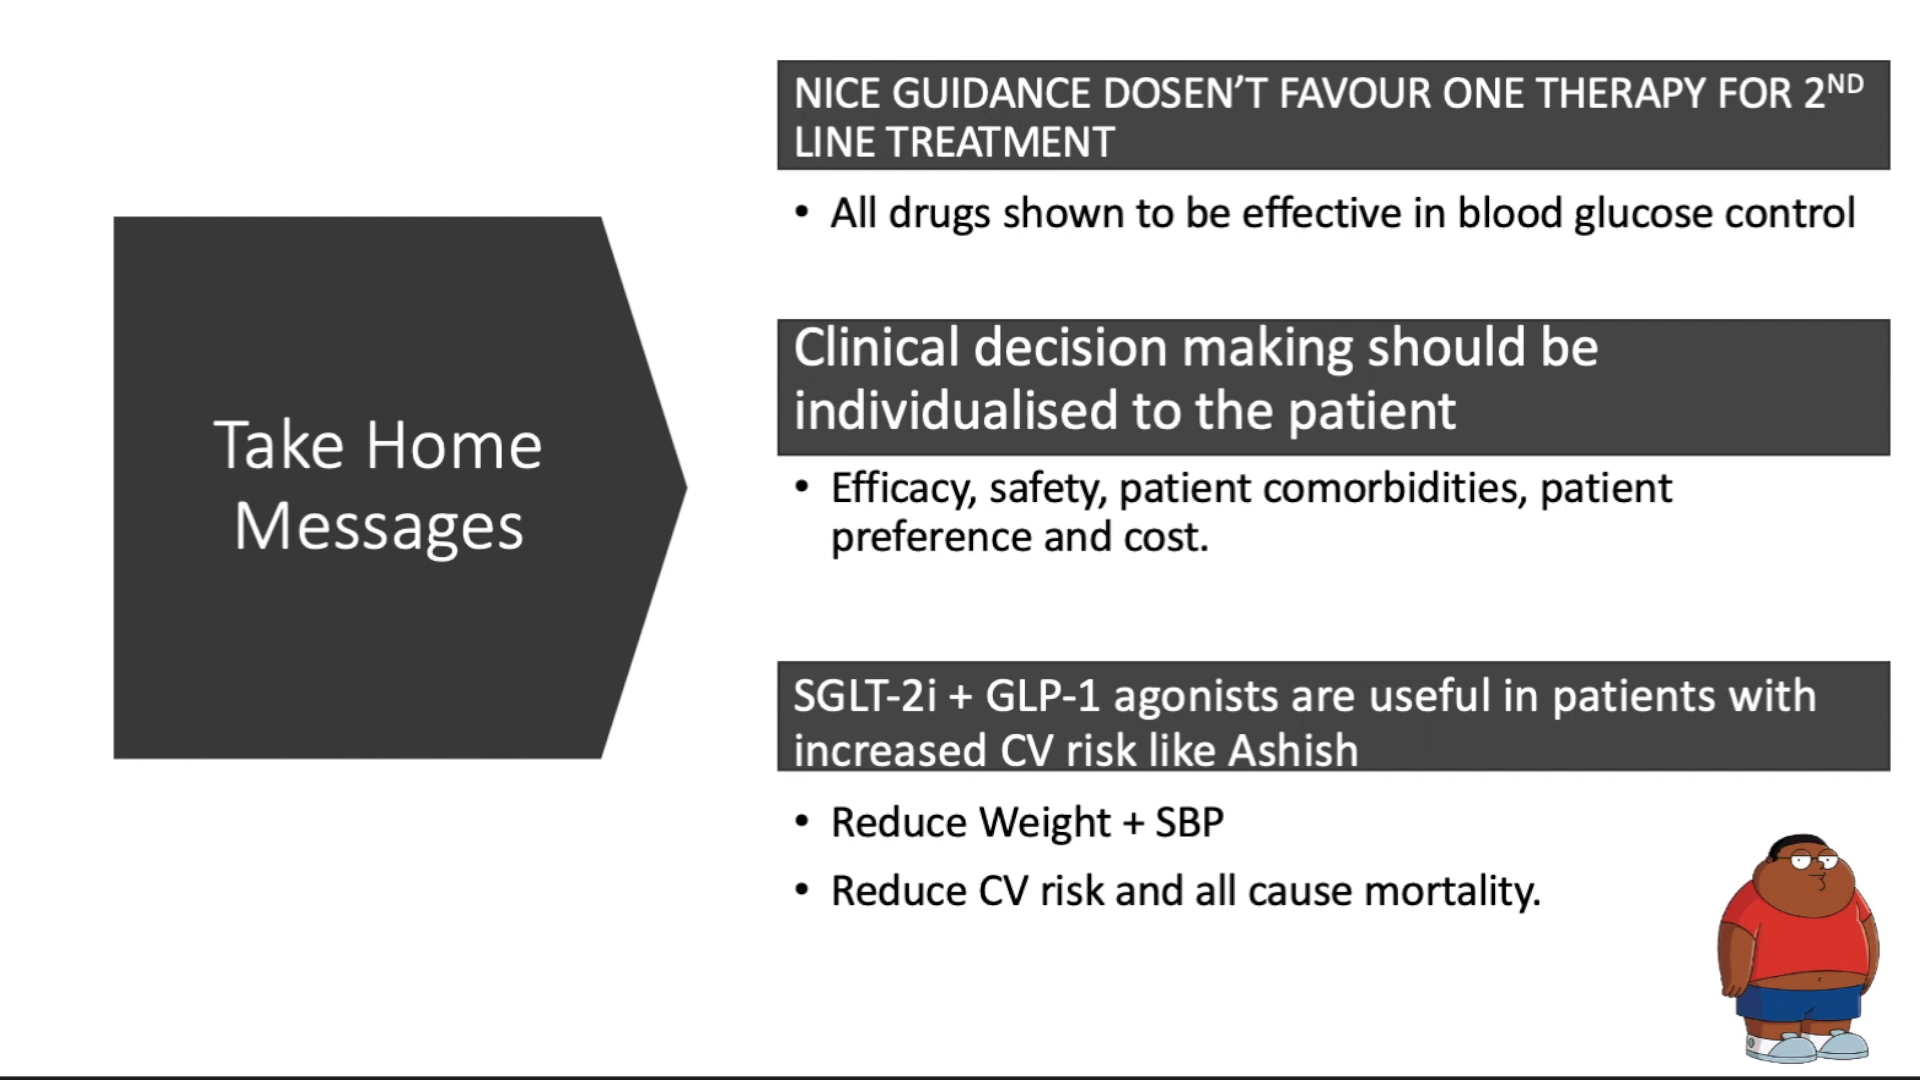 Take Home
Messages
NICE GUIDANCE DOSEN’T FAVOUR ONE THERAPY FOR 2ND
LINE TREATMENT
• All drugs shown to be effective in blood glucose control
Clinical decision making should be
individualised to the patient
• Efficacy, safety, patient comorbidities, patient
preference and cost.
SGLT-2i + GLP-1 agonists are useful in patients with
increased CV risk like Ashish
• Reduce Weight + SBP
• Reduce CV risk and all cause mortality.